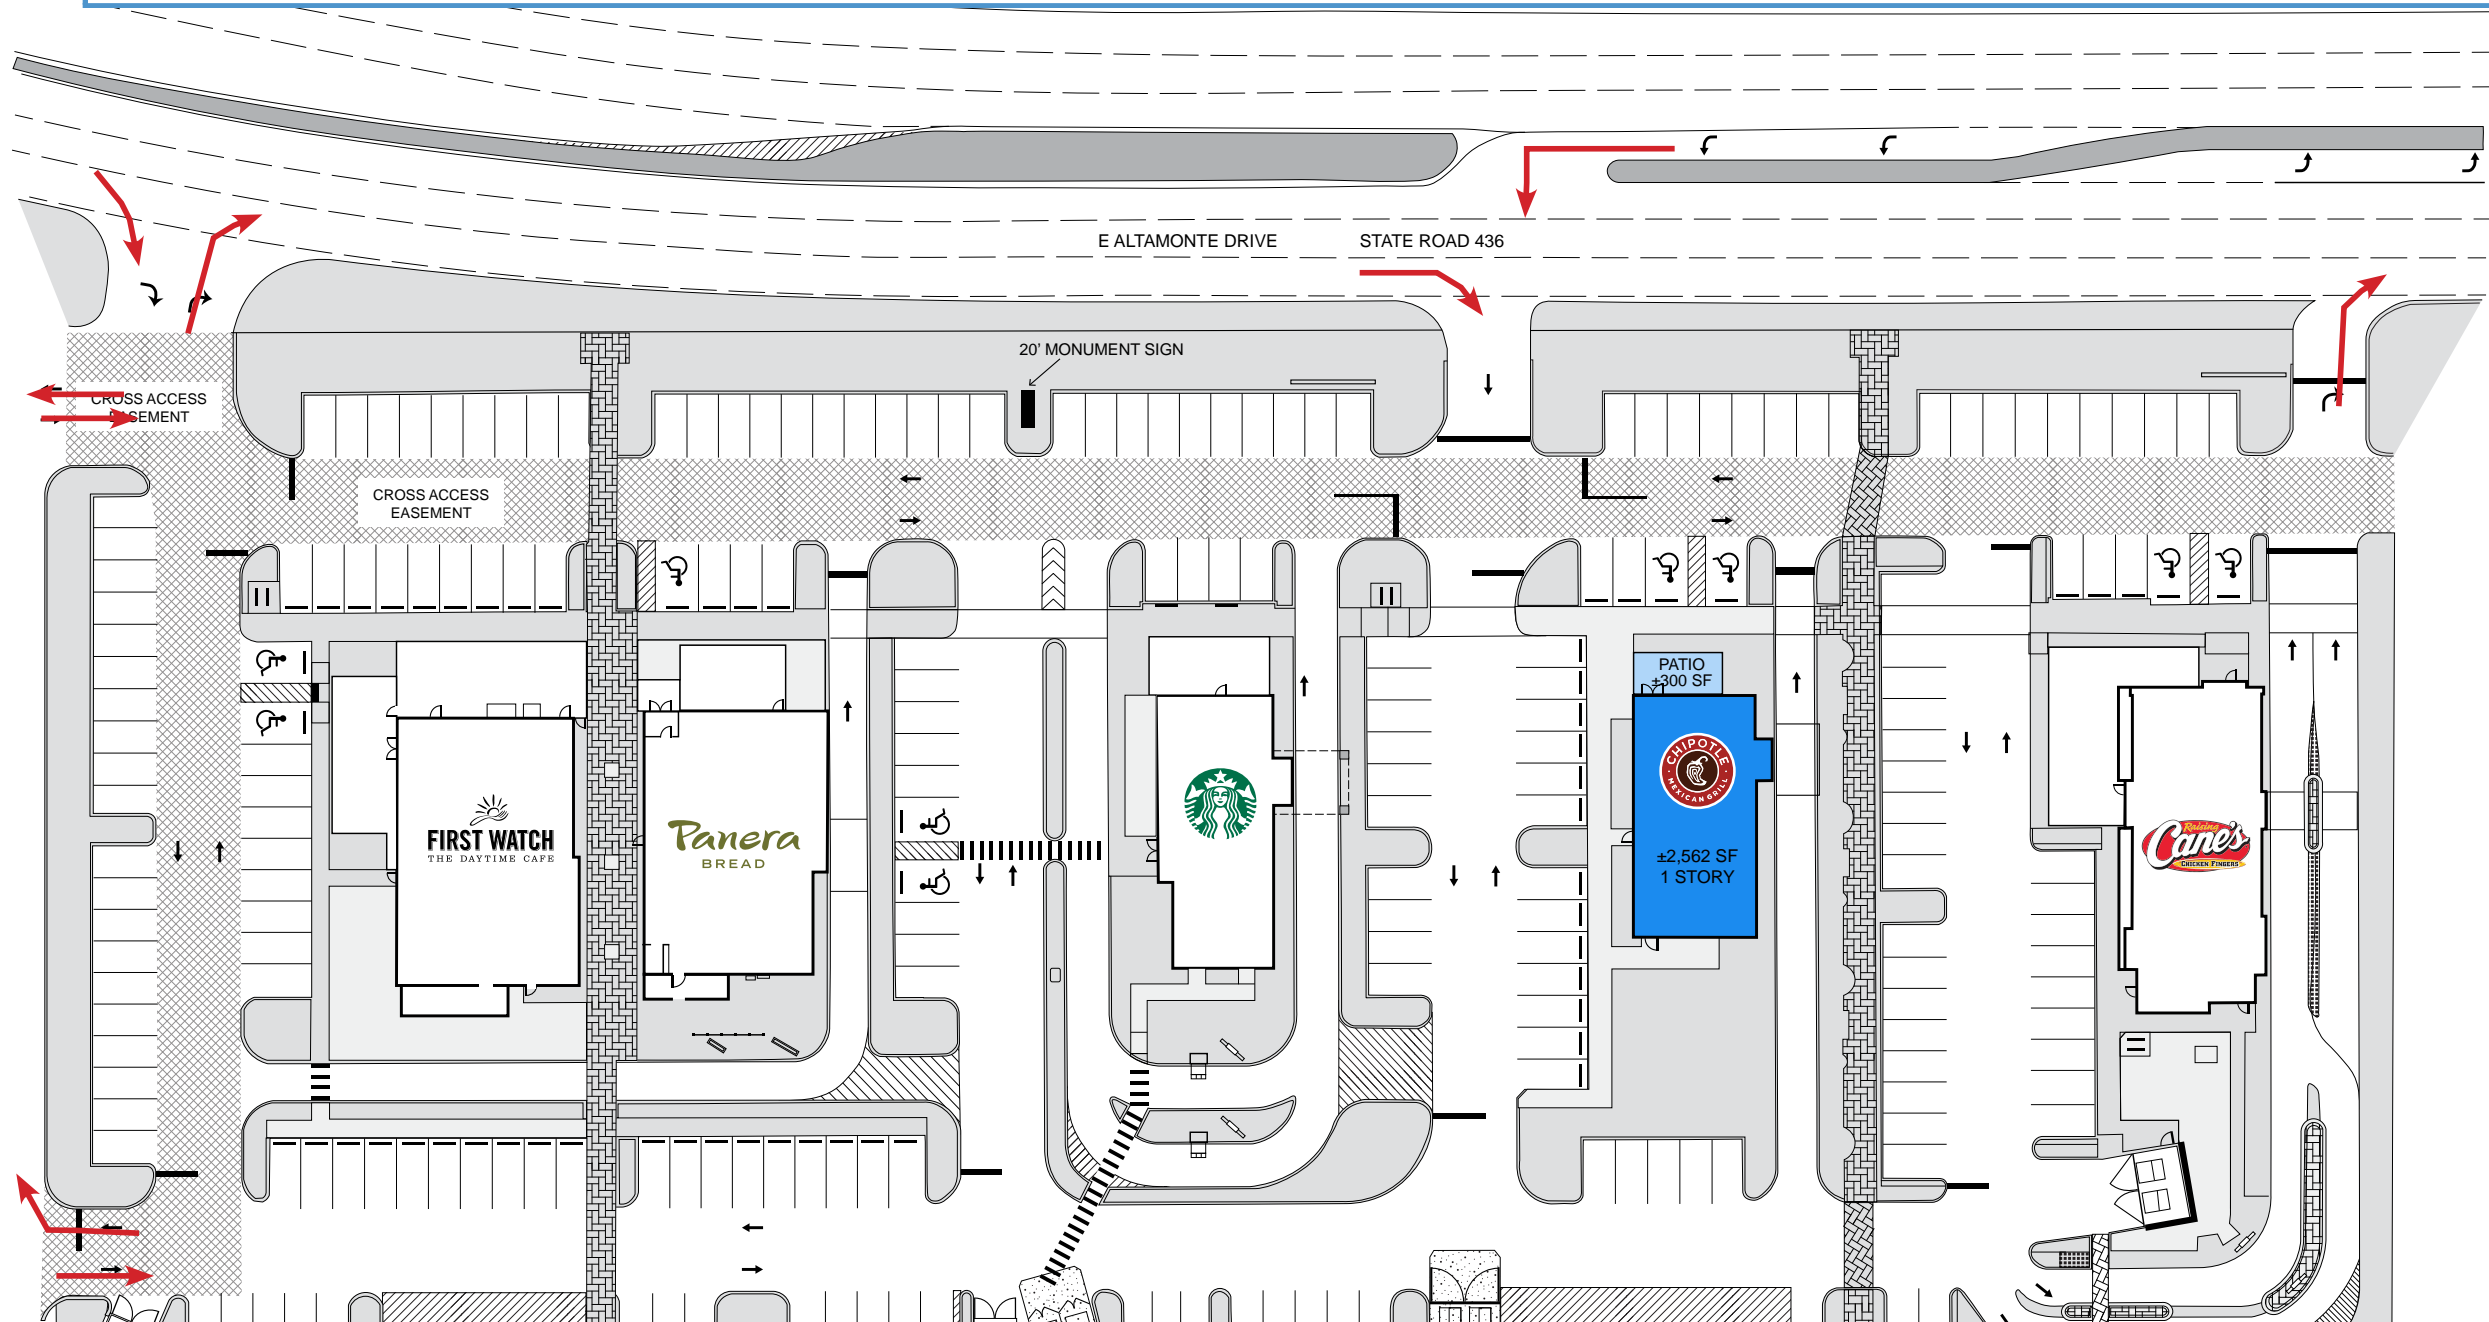 E ALTAMONTE DRIVE
STATE ROAD 436
20' MONUMENT SIGN
CROSS ACCESS
EASEMENT
CROSS ACCESS
EASEMENT
PATIO
±300 SF
CHIPOTLE
MEXICAN GRILL
±2,562 SF
1 STORY
FIRST WATCH
THE DAYTIME CAFE
Panera
BREAD
Raising
Cane's
CHICKEN FINGERS